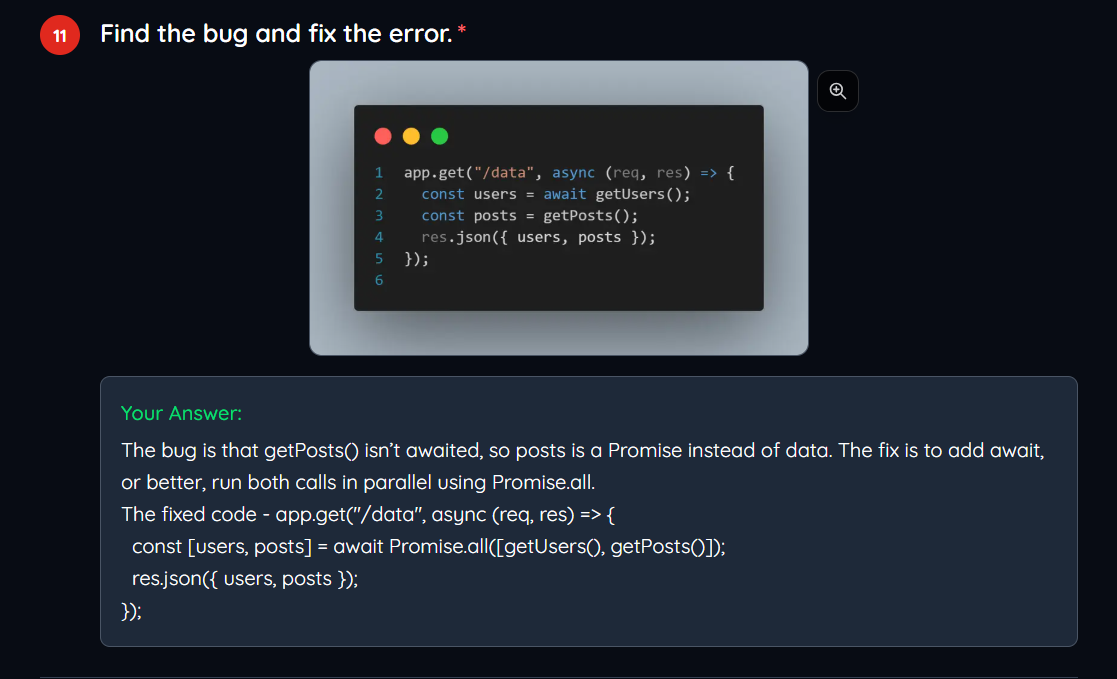 11 Find the bug and fix the error. *
1 app.get("/data", async (req, res) => {
2   const users = await getUsers();
3   const posts = getPosts();
4   res.json({ users, posts });
5 });
6
Your Answer:
The bug is that getPosts() isn’t awaited, so posts is a Promise instead of data. The fix is to add await,
or better, run both calls in parallel using Promise.all.
The fixed code - app.get("/data", async (req, res) => {
  const [users, posts] = await Promise.all([getUsers(), getPosts()]);
  res.json({ users, posts });
});